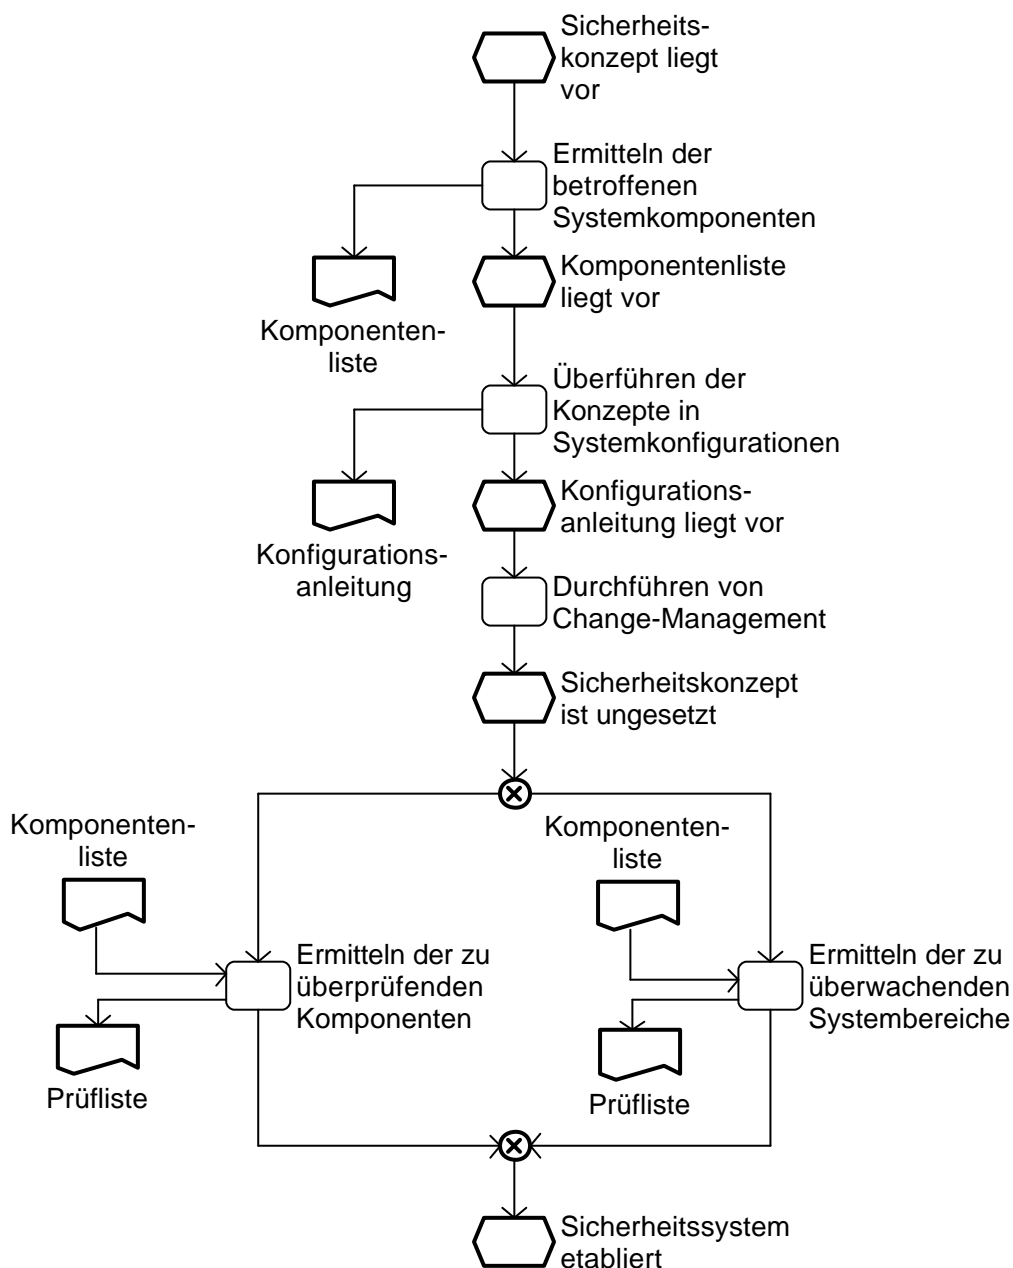 Sicherheits-
konzept liegt
vor
Ermitteln der
betroffenen
Systemkomponenten
Komponentenliste
liegt vor
Komponenten-
liste
Überführen der
Konzepte in
Systemkonfigurationen
Konfigurations-
anleitung liegt vor
Konfigurations-
anleitung
Durchführen von
Change-Management
Sicherheitskonzept
ist ungesetzt
Komponenten-
liste
Komponenten-
liste
Ermitteln der zu
überprüfenden
Komponenten
Ermitteln der zu
überwachenden
Systembereiche
Prüfliste
Prüfliste
Sicherheitssystem
etabliert